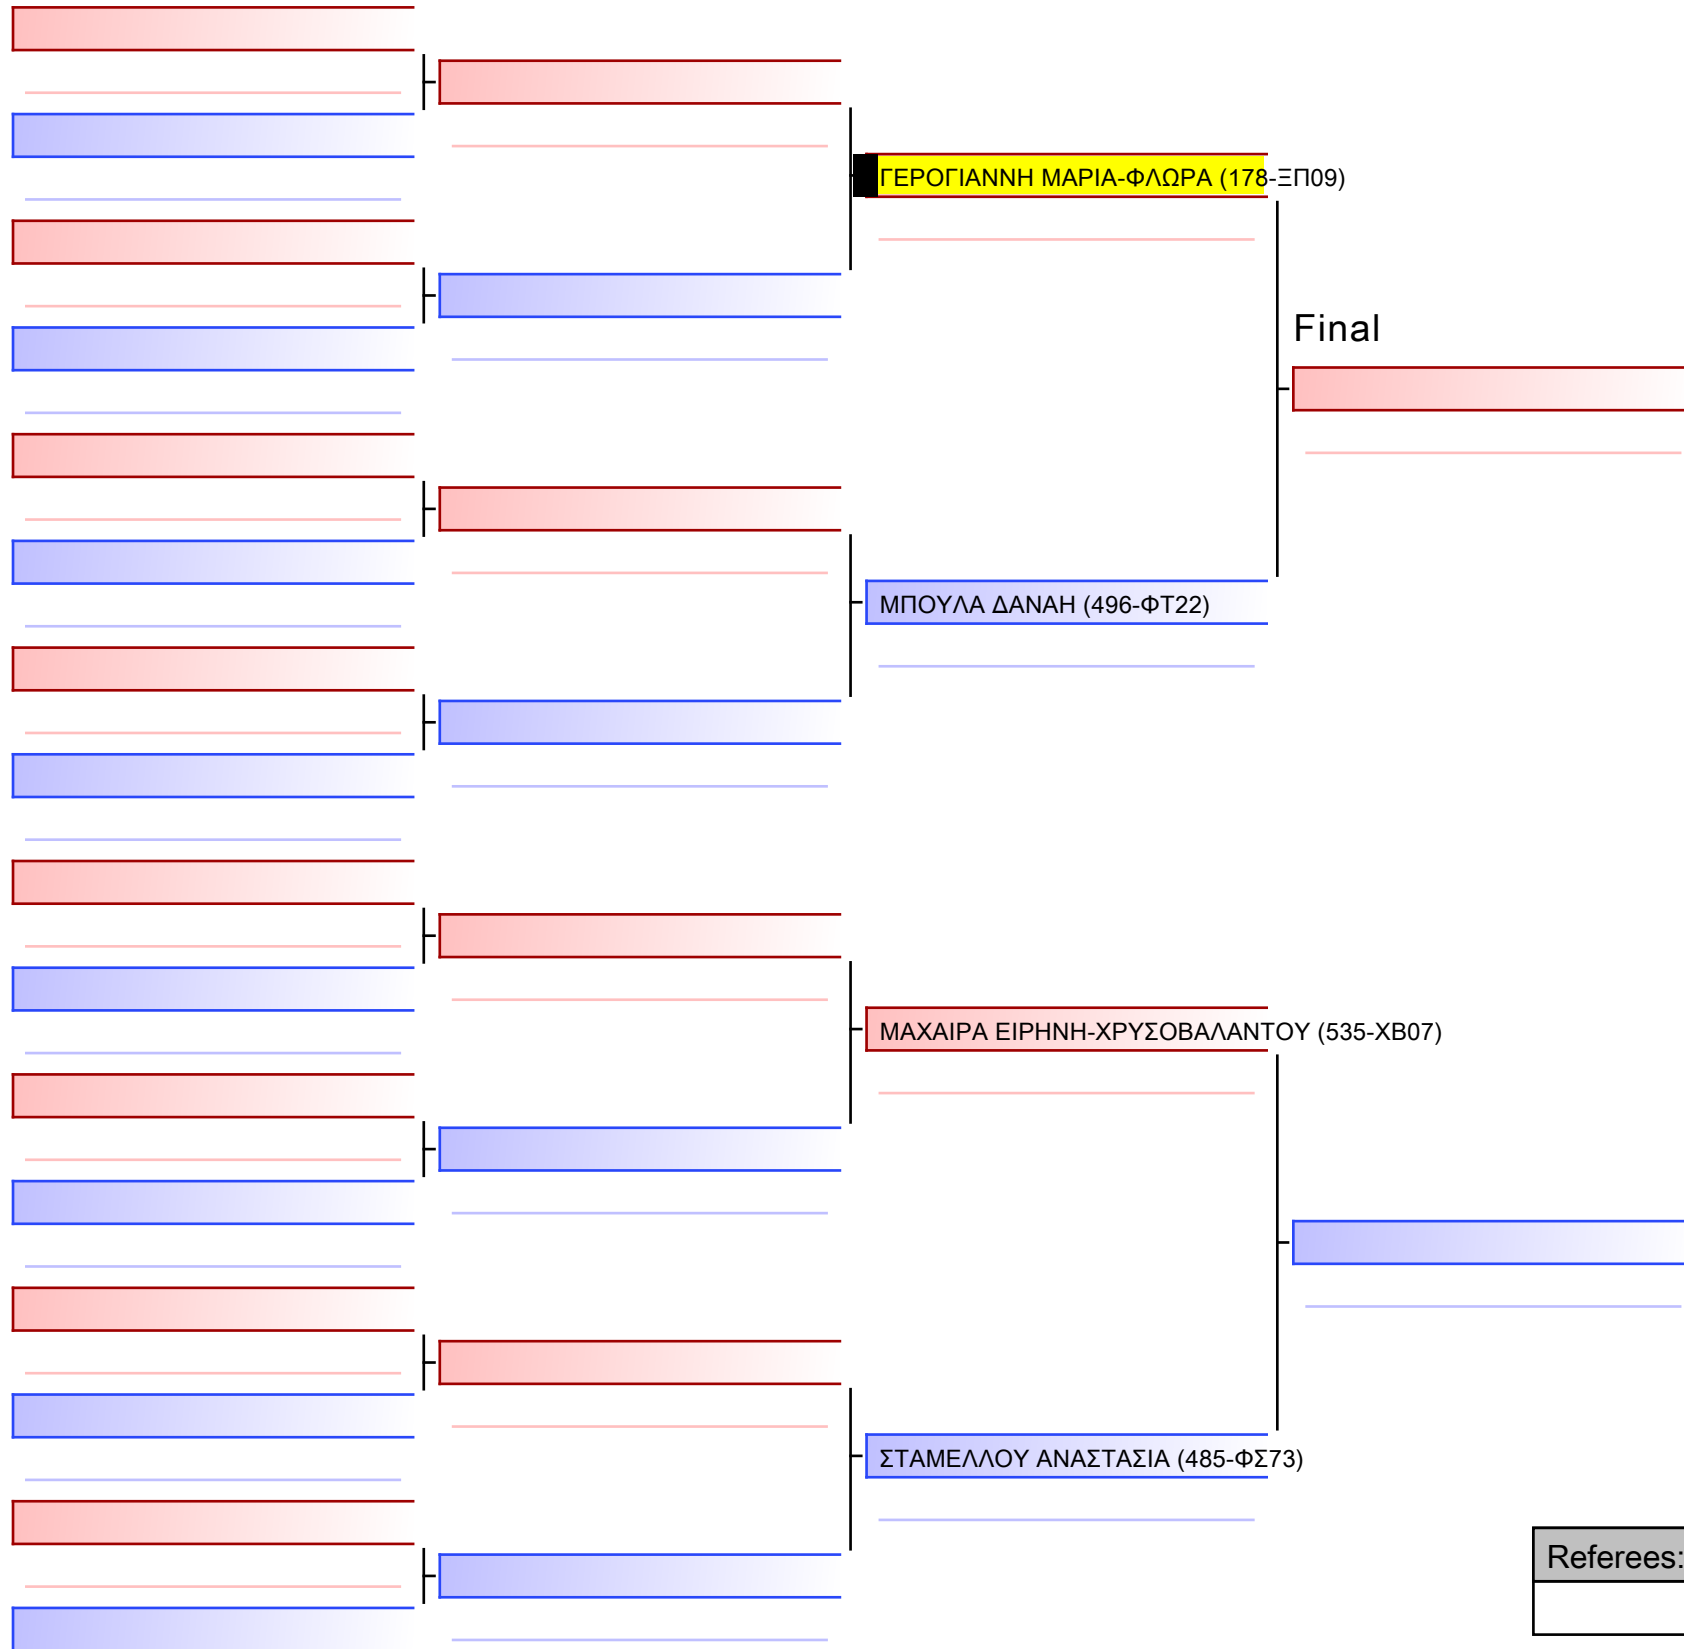 ΓΕΡΟΓΙΑΝΝΗ ΜΑΡΙΑ-ΦΛΩΡΑ (178-ΞΠ09)
Final
ΜΠΟΥΛΑ ΔΑΝΑΗ (496-ΦΤ22)
ΜΑΧΑΙΡΑ ΕΙΡΗΝΗ-ΧΡΥΣΟΒΑΛΑΝΤΟΥ (535-ΧΒ07)
ΣΤΑΜΕΛΛΟΥ ΑΝΑΣΤΑΣΙΑ (485-ΦΣ73)
Referees: